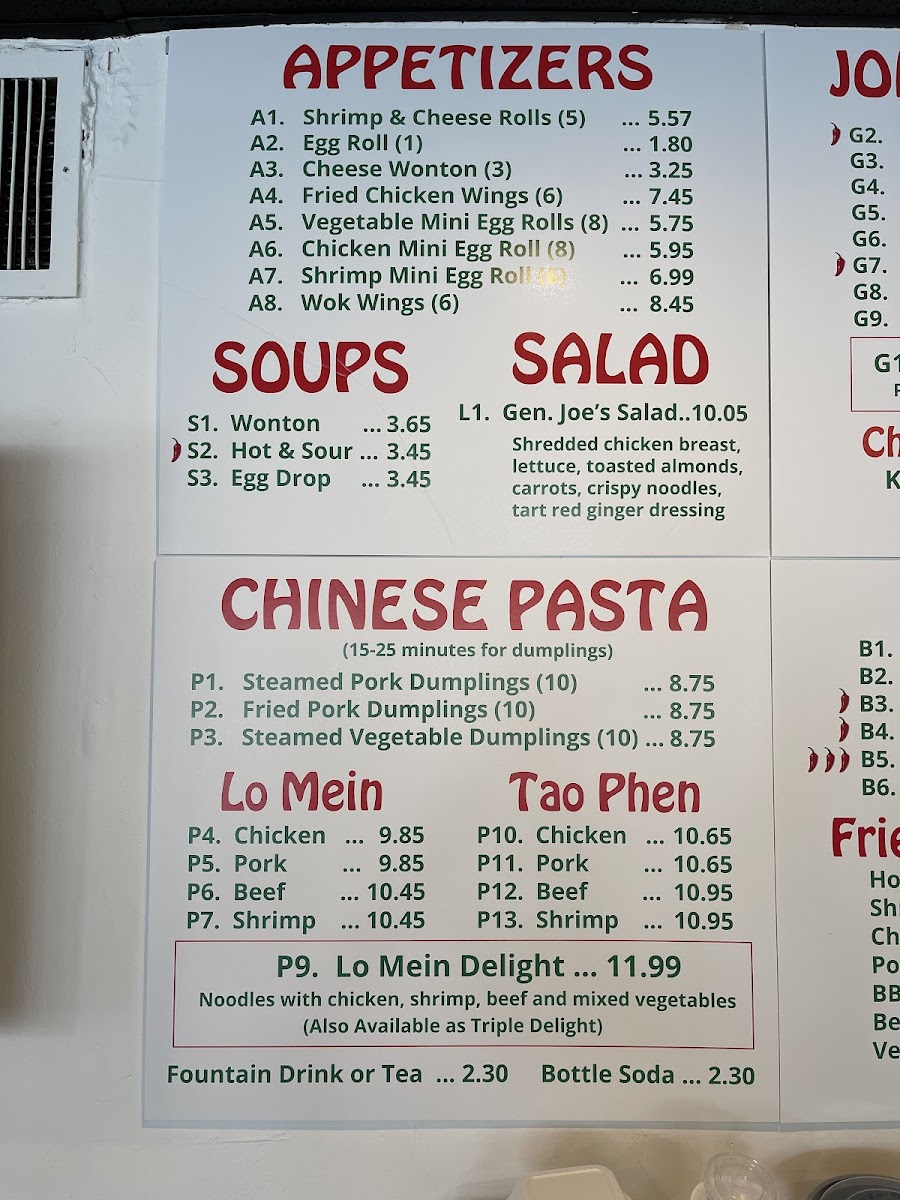 APPETIZERS
A1. Shrimp & Cheese Rolls (5) ... 5.57
A2. Egg Roll (1) ... 1.80
A3. Cheese Wonton (3) ... 3.25
A4. Fried Chicken Wings (6) ... 7.45
A5. Vegetable Mini Egg Rolls (8) ... 5.75
A6. Chicken Mini Egg Roll (8) ... 5.95
A7. Shrimp Mini Egg Roll ... 6.99
A8. Wok Wings (6) ... 8.45
SOUPS
S1. Wonton ... 3.65
S2. Hot & Sour ... 3.45
S3. Egg Drop ... 3.45
SALAD
L1. Gen. Joe's Salad..10.05
Shredded chicken breast,
lettuce, toasted almonds,
carrots, crispy noodles,
tart red ginger dressing
CHINESE PASTA
(15-25 minutes for dumplings)
P1. Steamed Pork Dumplings (10) ... 8.75
P2. Fried Pork Dumplings (10) ... 8.75
P3. Steamed Vegetable Dumplings (10) ... 8.75
Lo Mein
P4. Chicken ... 9.85
P5. Pork ... 9.85
P6. Beef ... 10.45
P7. Shrimp ... 10.45
Tao Phen
P10. Chicken ... 10.65
P11. Pork ... 10.65
P12. Beef ... 10.95
P13. Shrimp ... 10.95
P9. Lo Mein Delight ... 11.99
Noodles with chicken, shrimp, beef and mixed vegetables
(Also Available as Triple Delight)
Fountain Drink or Tea ... 2.30
Bottle Soda ... 2.30
G2.
G3.
G4.
G5.
G6.
G7.
G8.
G9.
B1.
B2.
B3.
B4.
B5.
B6.